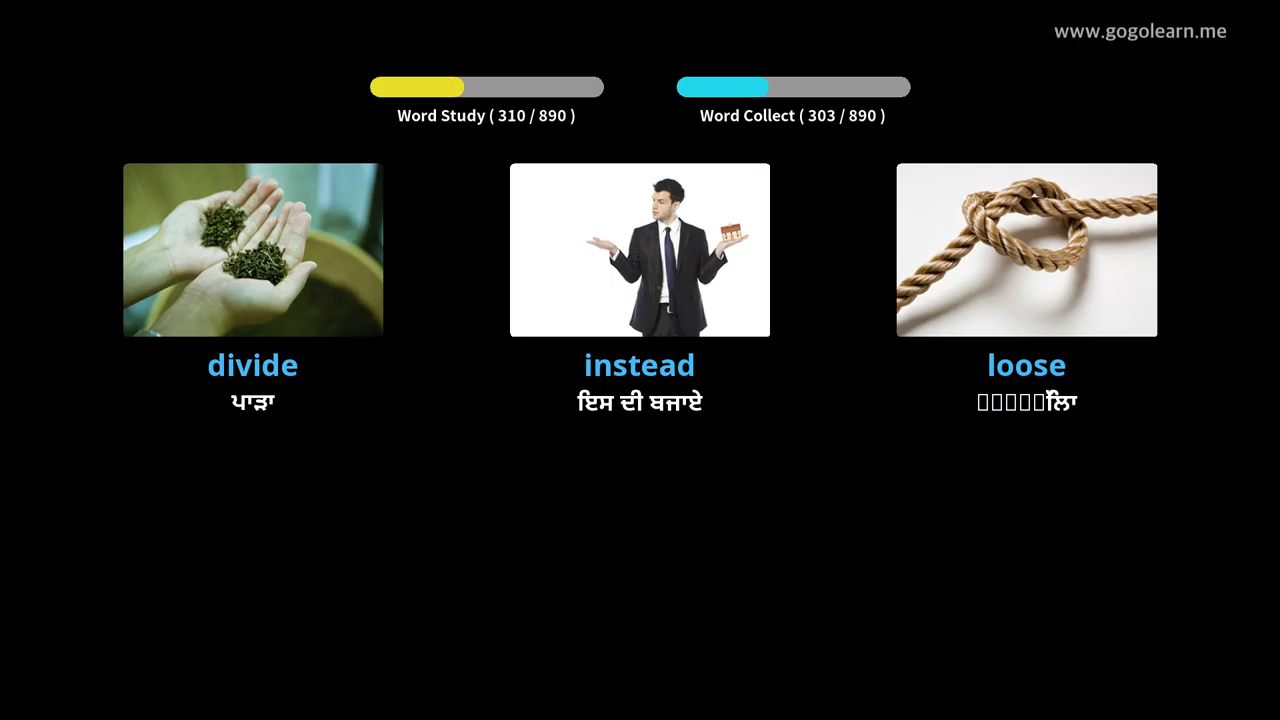 www.gogolearn.me
Word Study ( 310 / 890 )
Word Collect ( 303 / 890 )
divide
ਪਾੜਾ
instead
ਇਸ ਦੀ ਬਜਾਏ
loose